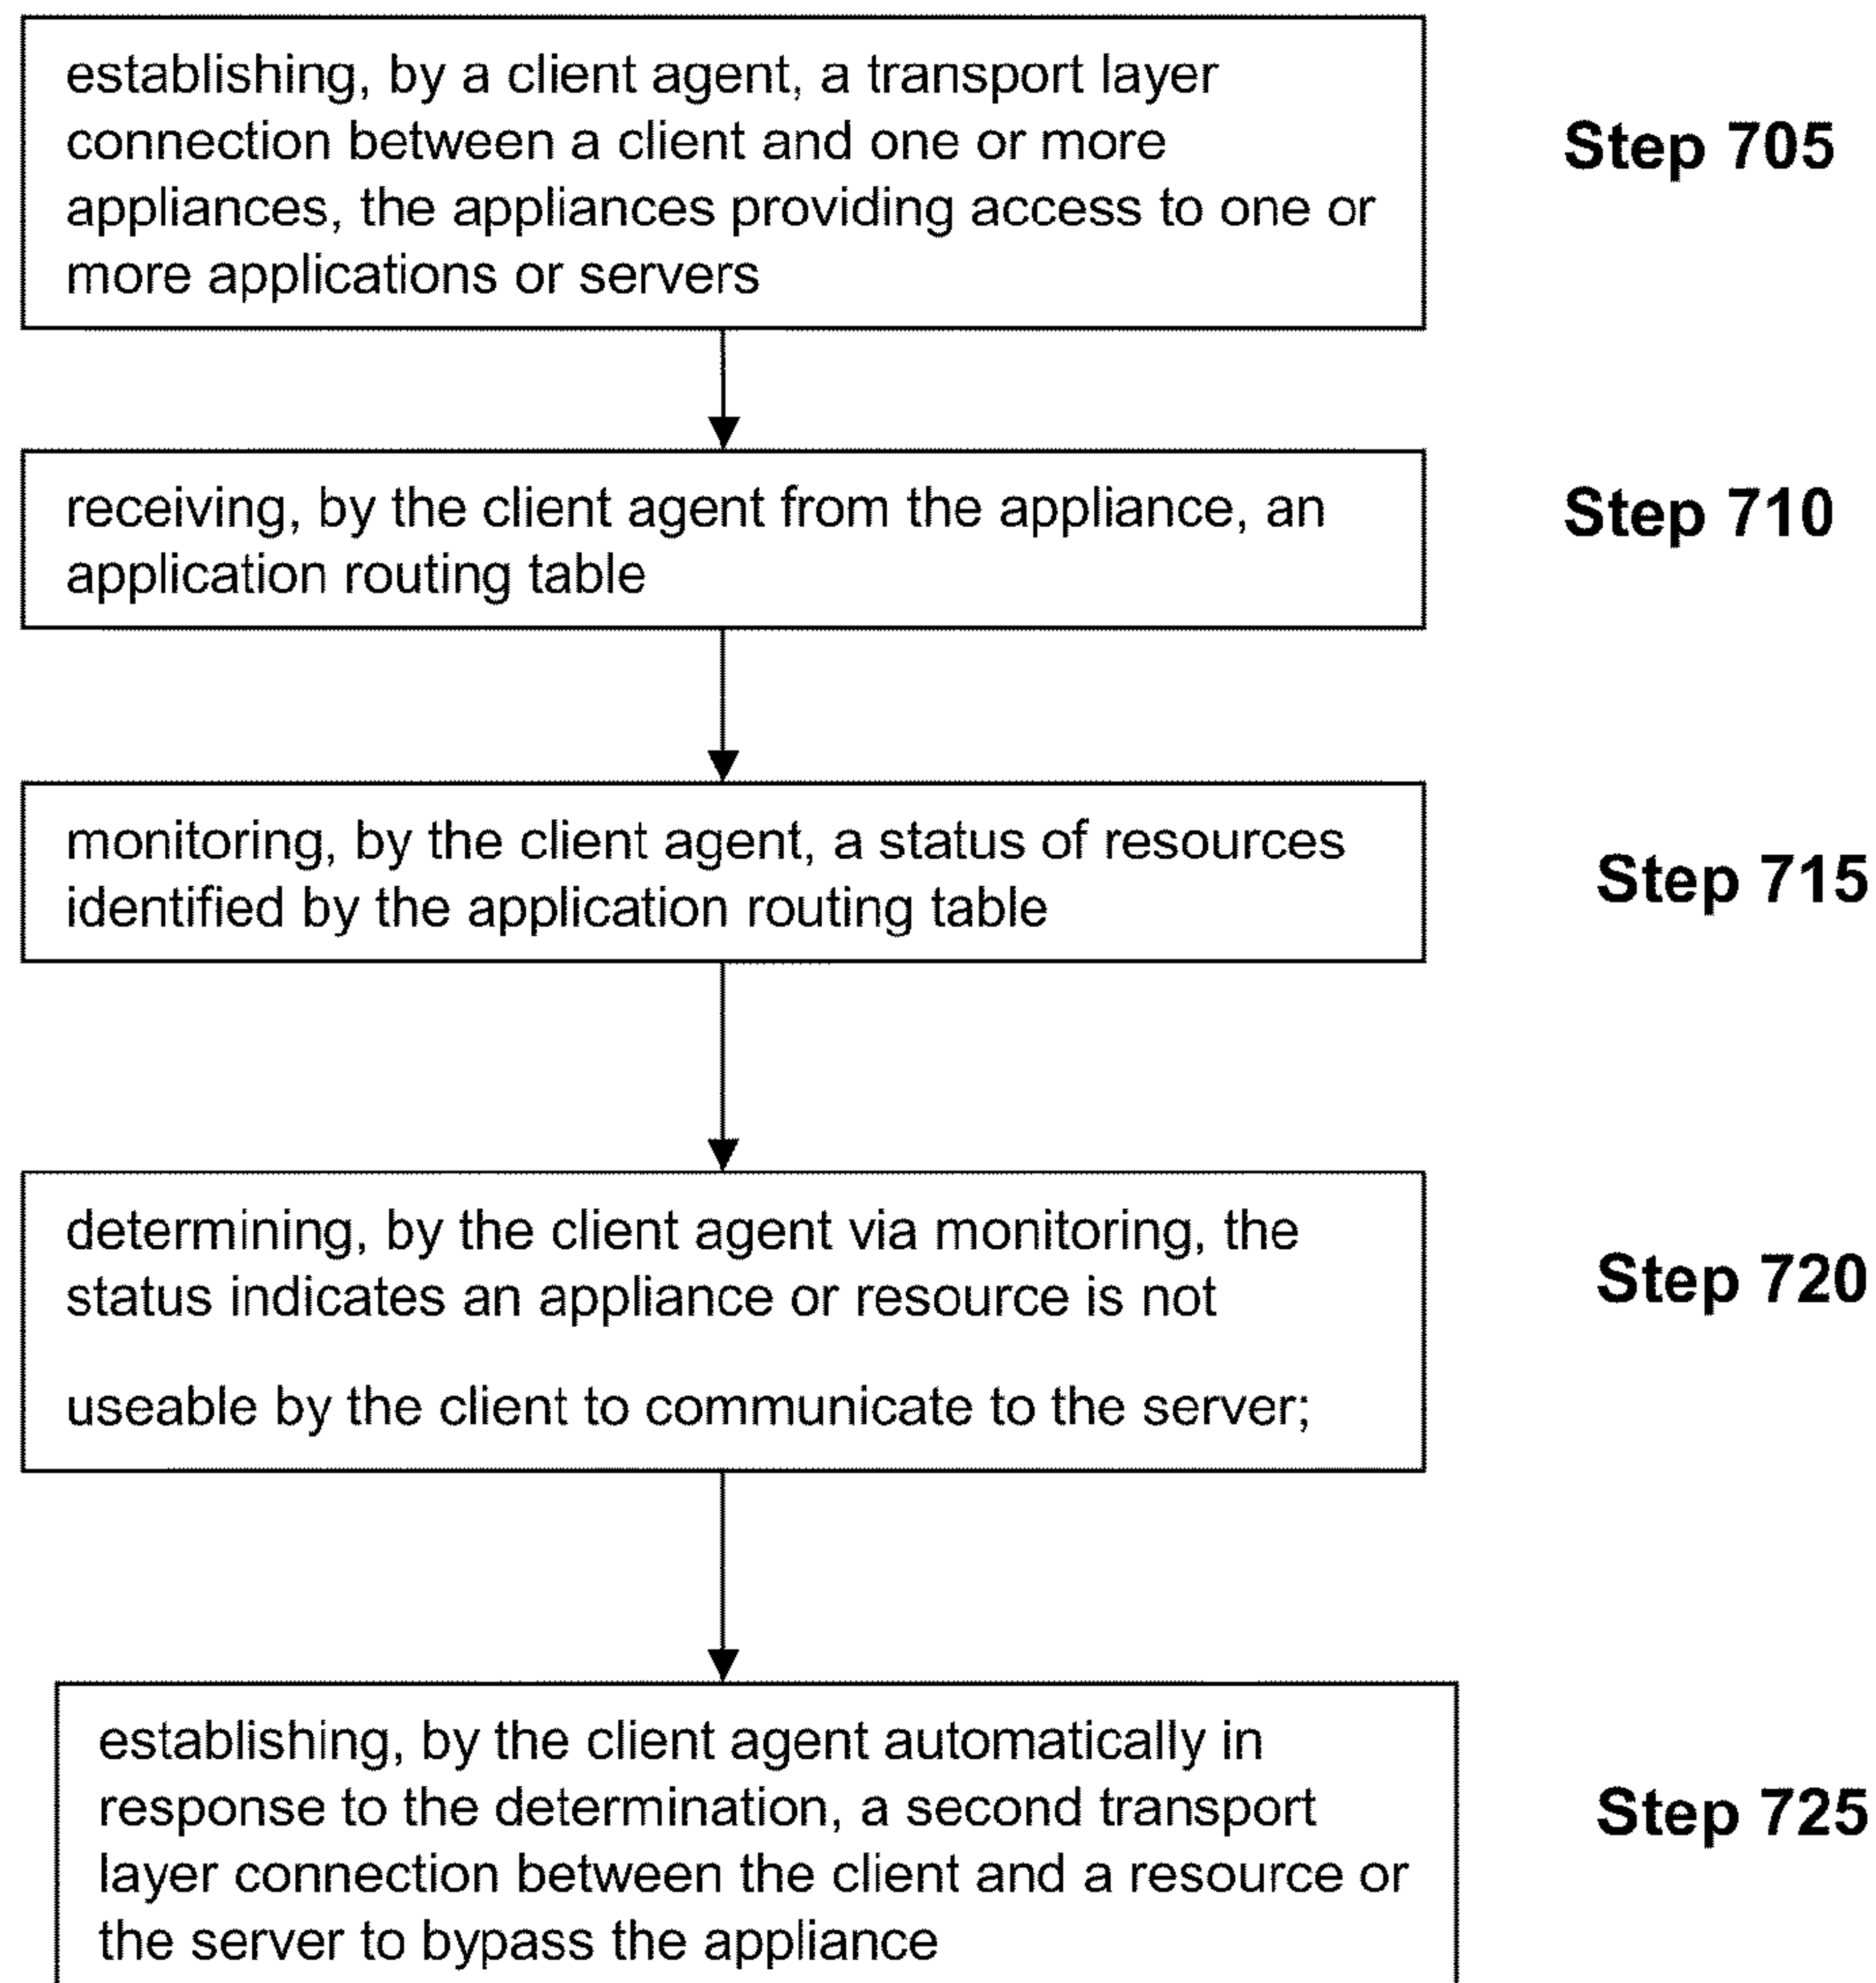 establishing, by a client agent, a transport layer
connection between a client and one or more
appliances, the appliances providing access to one or
more applications or servers
Step 705
receiving, by the client agent from the appliance, an
application routing table
Step 710
monitoring, by the client agent, a status of resources
identified by the application routing table
Step 715
determining, by the client agent via monitoring, the
status indicates an appliance or resource is not
useable by the client to communicate to the server;
Step 720
establishing, by the client agent automatically in
response to the determination, a second transport
layer connection between the client and a resource or
the server to bypass the appliance
Step 725